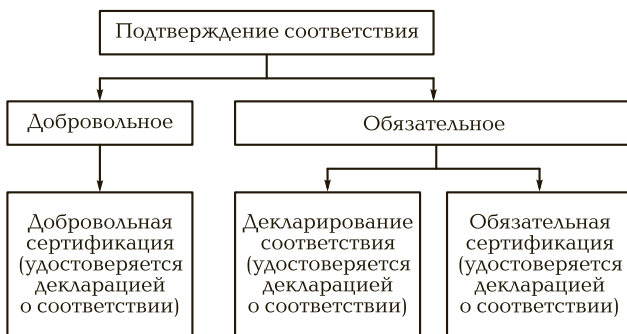 Подтверждение соответствия
Добровольное
Обязательное
Добровольная
сертификация
(удостоверяется
декларацией
о соответствии)
Декларирование
соответствия
(удостоверяется
декларацией
о соответствии)
Обязательная
сертификация
(удостоверяется
декларацией
о соответствии)